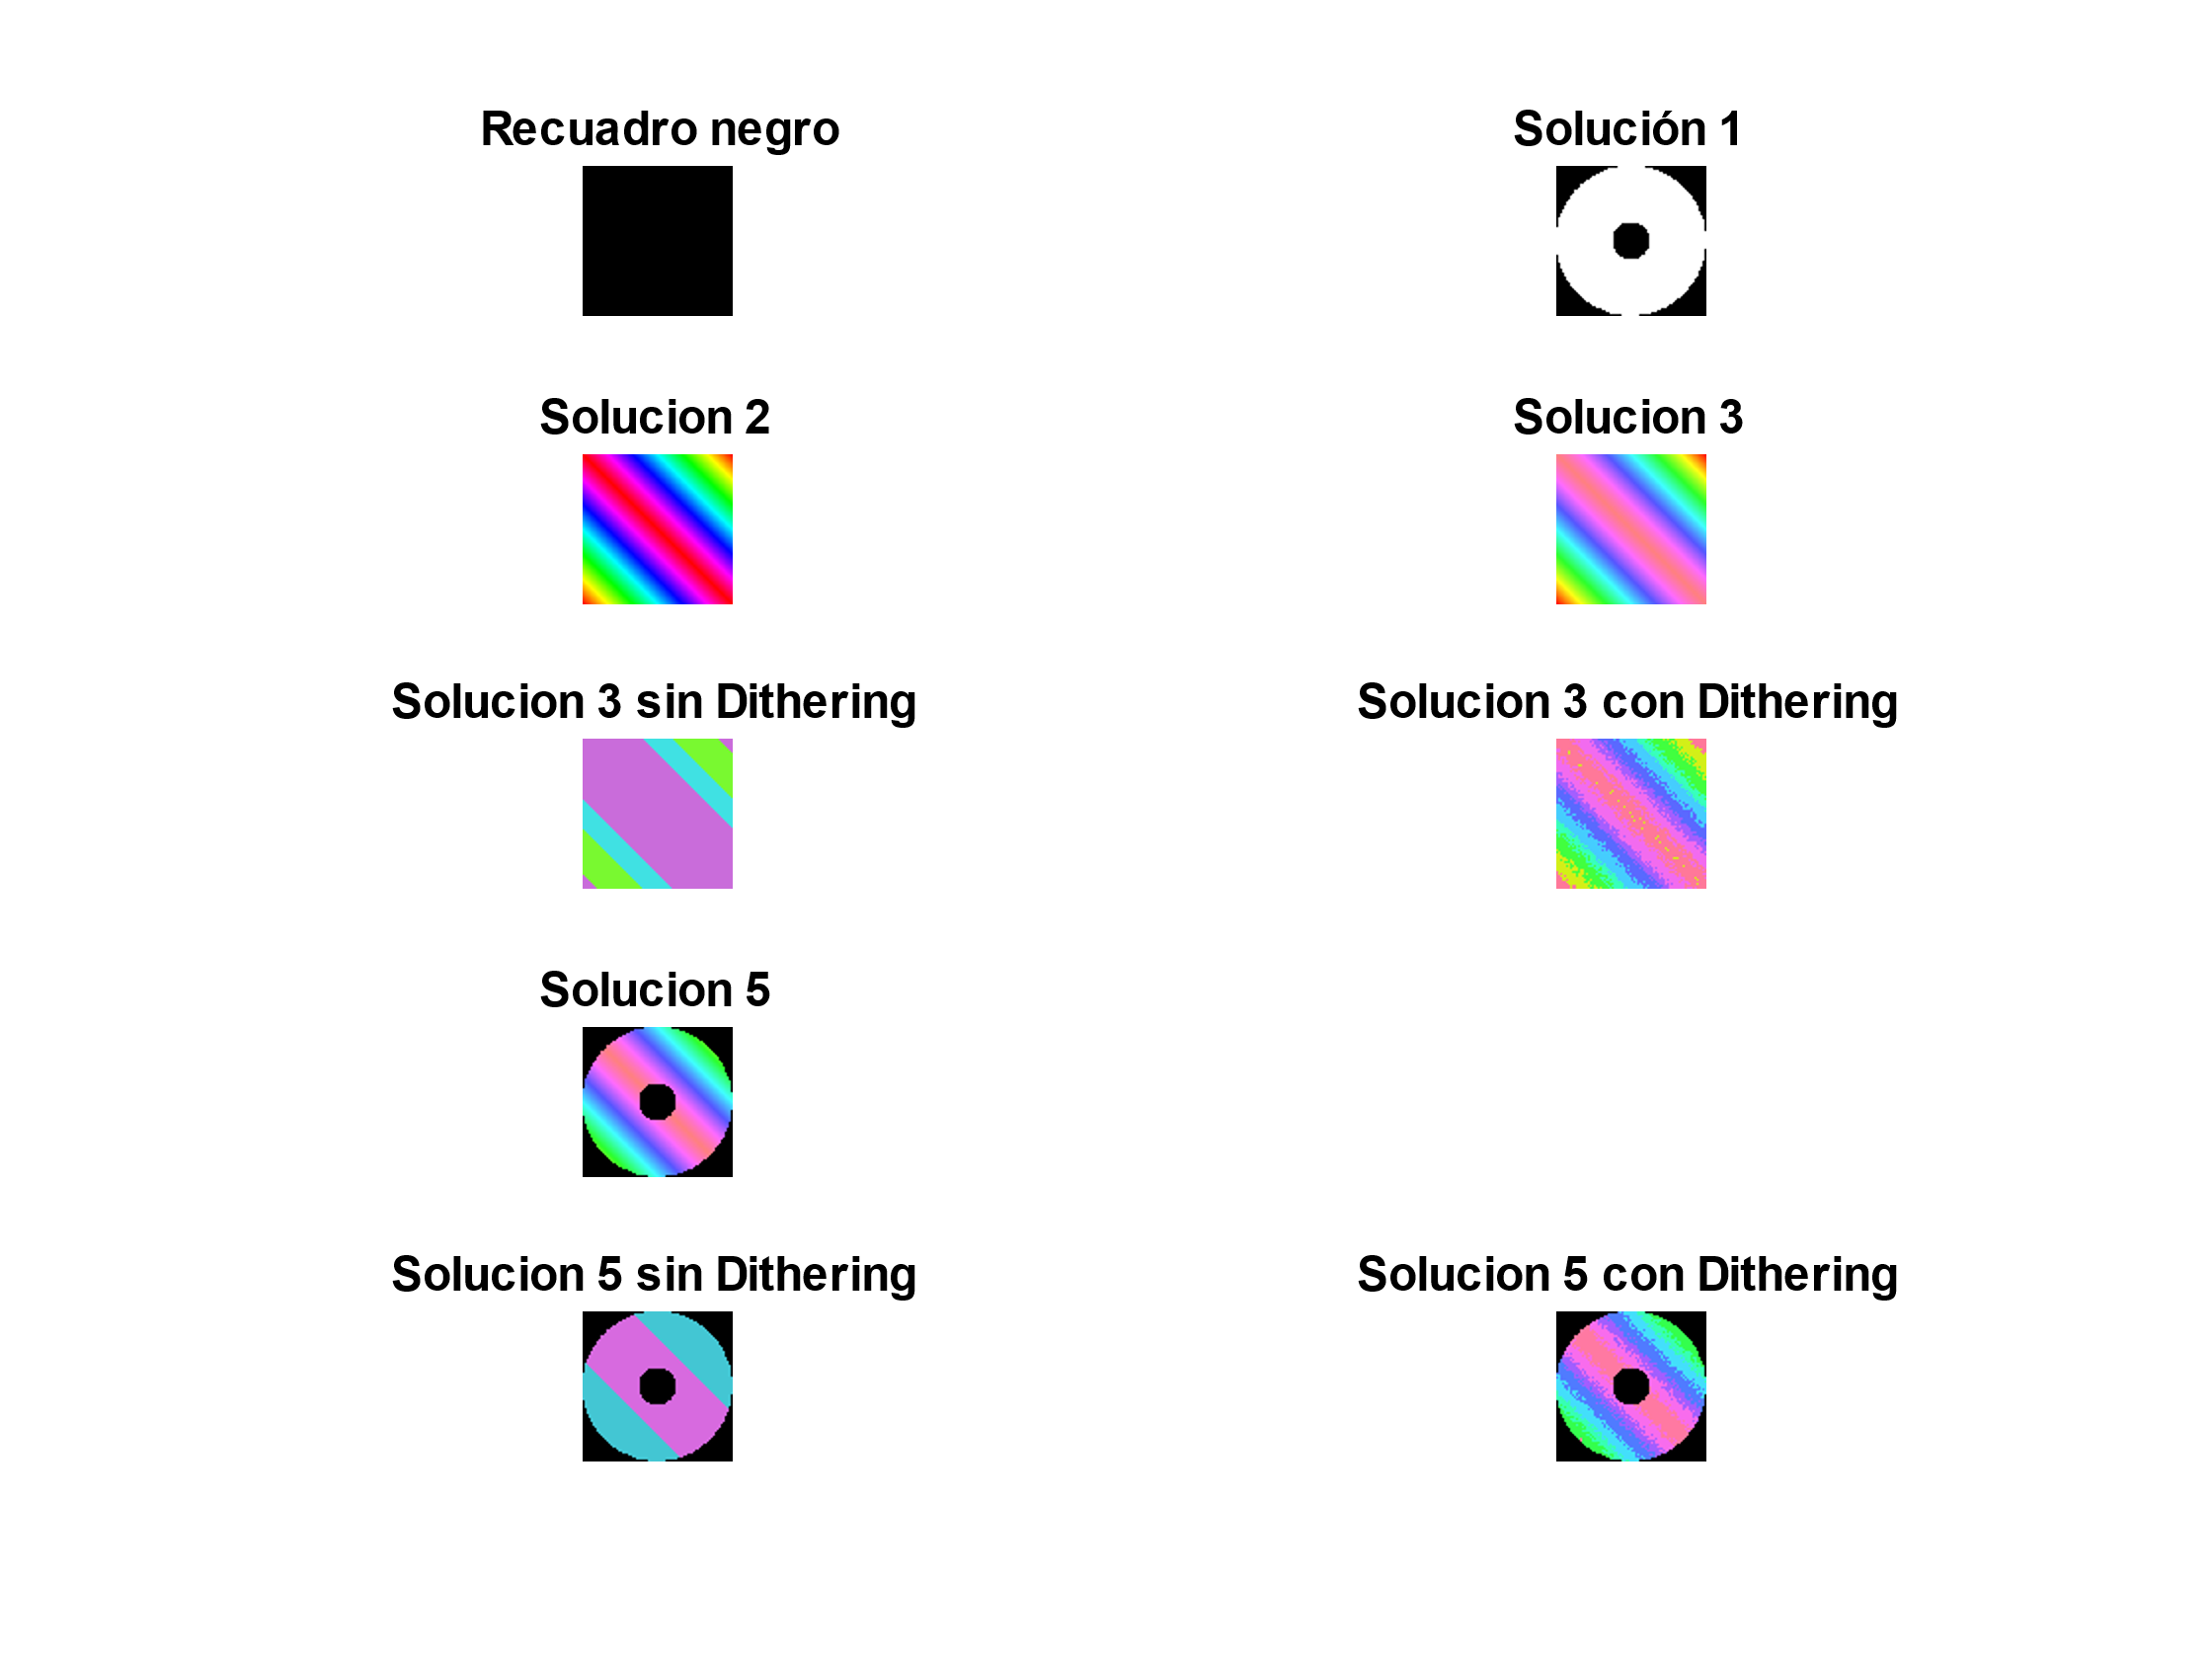 Recuadro negro
Solución 1
Solucion 2
Solucion 3
Solucion 3 sin Dithering
Solucion 3 con Dithering
Solucion 5
Solucion 5 sin Dithering
Solucion 5 con Dithering